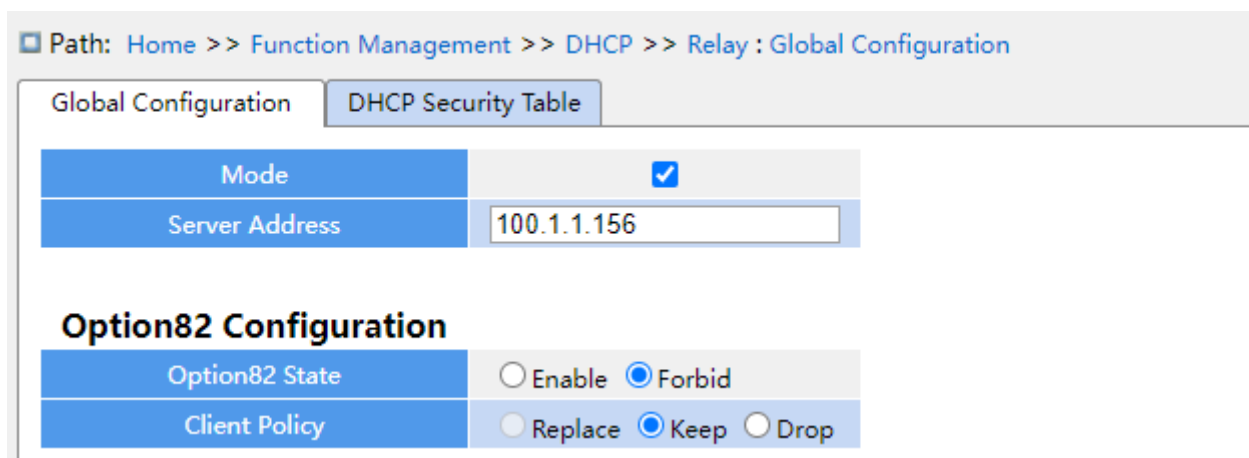 Path: Home >> Function Management >> DHCP >> Relay : Global Configuration
Global Configuration DHCP Security Table
Mode
Server Address 100.1.1.156
Option82 Configuration
Option82 State Enable Forbid
Client Policy Replace Keep Drop